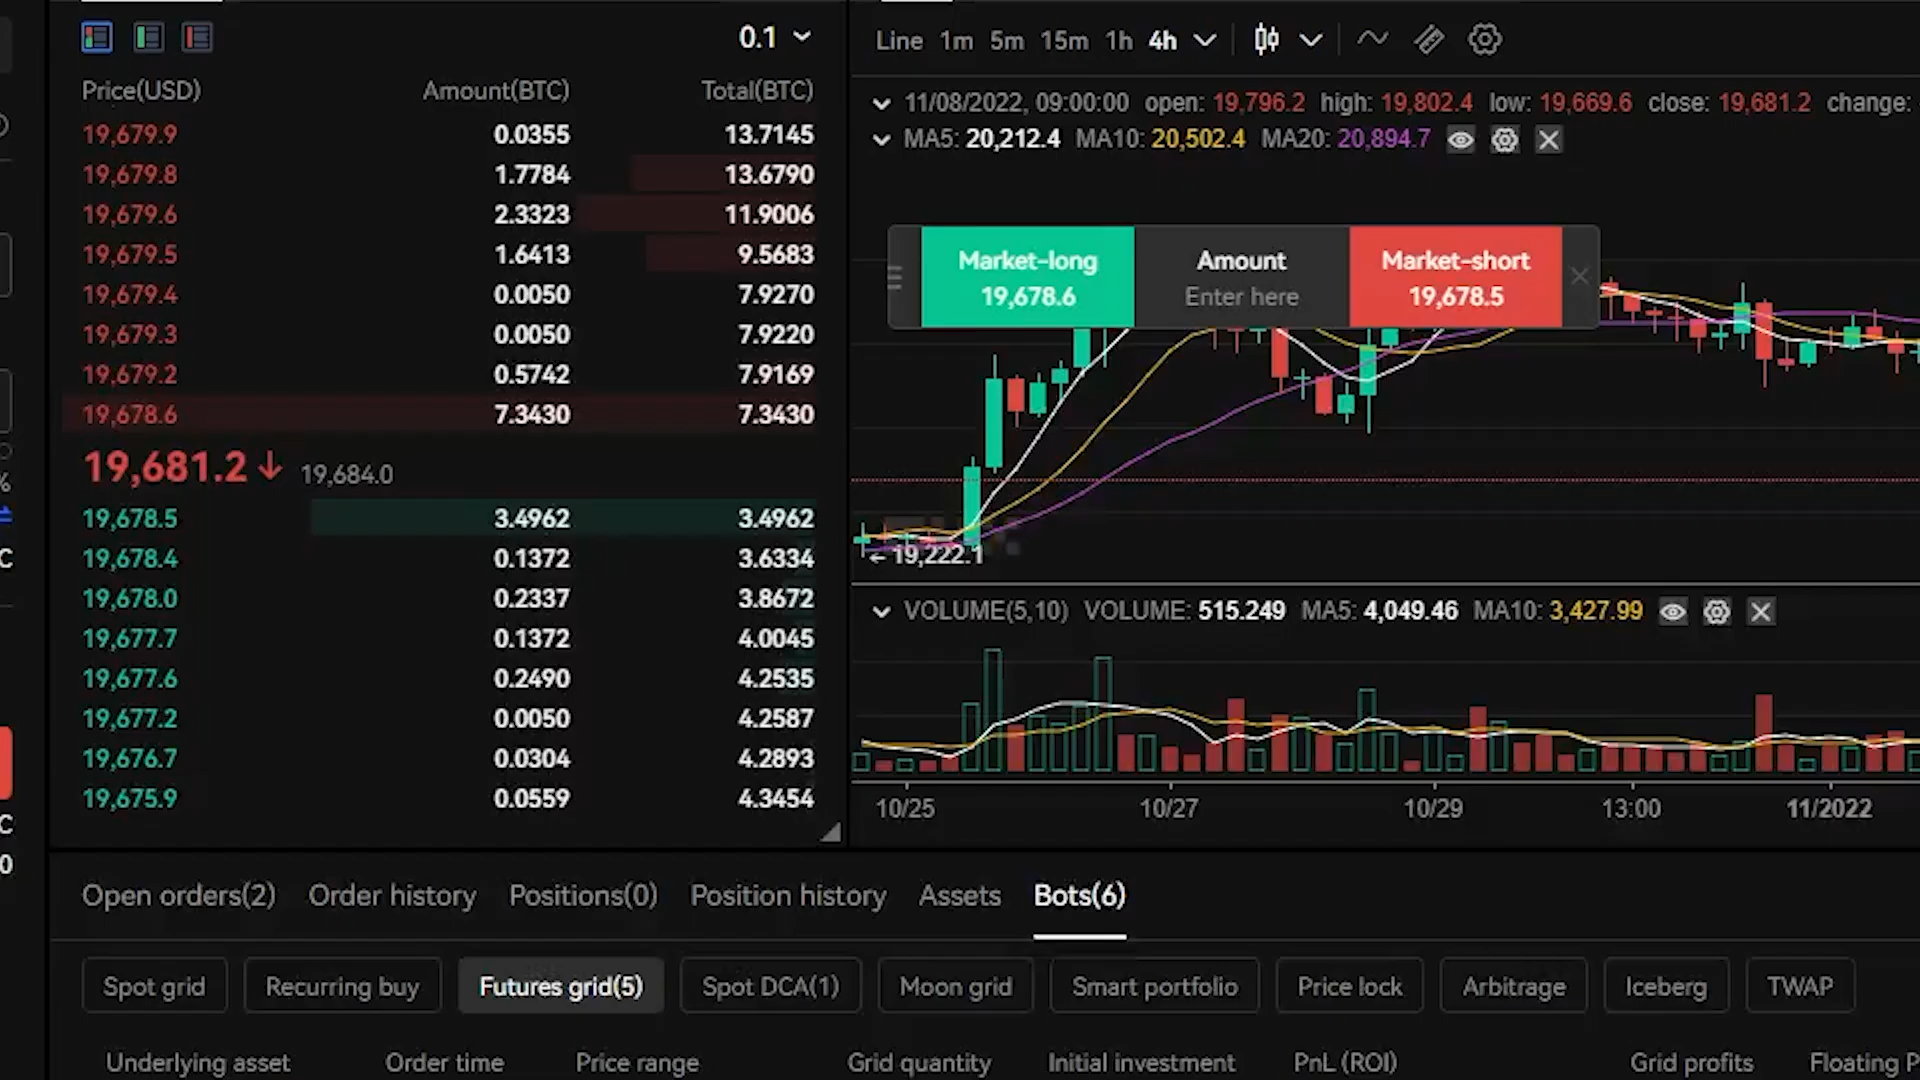 0.1
Price(USD) Amount(BTC) Total(BTC)
19,679.9 0.0355 13.7145
19,679.8 1.7784 13.6790
19,679.6 2.3323 11.9006
19,679.5 1.6413 9.5683
19,679.4 0.0050 7.9270
19,679.3 0.0050 7.9220
19,679.2 0.5742 7.9169
19,678.6 7.3430 7.3430
19,681.2 ↓ 19,684.0
19,678.5 3.4962 3.4962
19,678.4 0.1372 3.6334
19,678.0 0.2337 3.8672
19,677.7 0.1372 4.0045
19,677.6 0.2490 4.2535
19,677.2 0.0050 4.2587
19,676.7 0.0304 4.2893
19,675.9 0.0559 4.3454
%
C
C
0
Line 1m 5m 15m 1h 4h
11/08/2022, 09:00:00 open: 19,796.2 high: 19,802.4 low: 19,669.6 close: 19,681.2 change:
MA5: 20,212.4 MA10: 20,502.4 MA20: 20,894.7
Market-long Amount Market-short
19,678.6 Enter here 19,678.5
←19,222.1
VOLUME(5,10) VOLUME: 515.249 MA5: 4,049.46 MA10: 3,427.99
10/25 10/27 10/29 13:00 11/2022
Open orders(2) Order history Positions(0) Position history Assets Bots(6)
Spot grid Recurring buy Futures grid(5) Spot DCA(1) Moon grid Smart portfolio Price lock Arbitrage Iceberg TWAP
Underlying asset Order time Price range Grid quantity Initial investment PnL (ROI) Grid profits Floating P